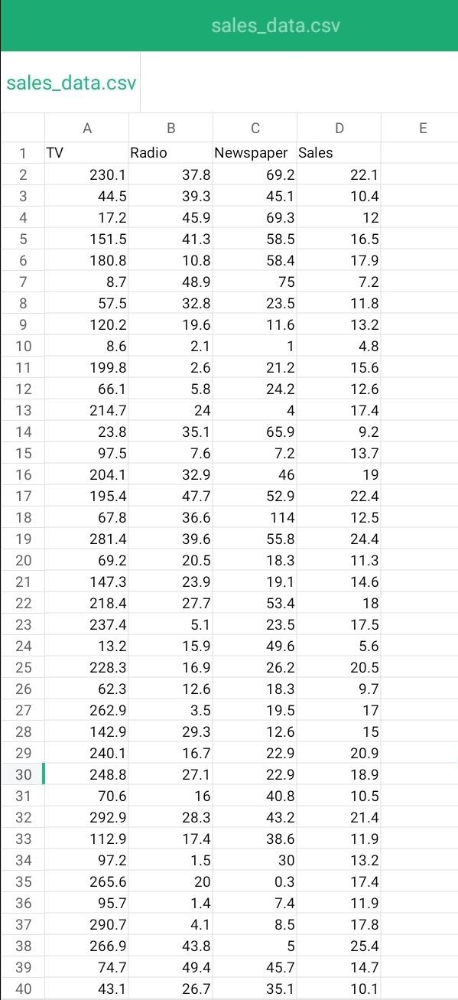 sales_data.csv
sales_data.csv
A B C D E
1 TV Radio Newspaper Sales
2 230.1 37.8 69.2 22.1
3 44.5 39.3 45.1 10.4
4 17.2 45.9 69.3 12
5 151.5 41.3 58.5 16.5
6 180.8 10.8 58.4 17.9
7 8.7 48.9 75 7.2
8 57.5 32.8 23.5 11.8
9 120.2 19.6 11.6 13.2
10 8.6 2.1 1 4.8
11 199.8 2.6 21.2 15.6
12 66.1 5.8 24.2 12.6
13 214.7 24 4 17.4
14 23.8 35.1 65.9 9.2
15 97.5 7.6 7.2 13.7
16 204.1 32.9 46 19
17 195.4 47.7 52.9 22.4
18 67.8 36.6 114 12.5
19 281.4 39.6 55.8 24.4
20 69.2 20.5 18.3 11.3
21 147.3 23.9 19.1 14.6
22 218.4 27.7 53.4 18
23 237.4 5.1 23.5 17.5
24 13.2 15.9 49.6 5.6
25 228.3 16.9 26.2 20.5
26 62.3 12.6 18.3 9.7
27 262.9 3.5 19.5 17
28 142.9 29.3 12.6 15
29 240.1 16.7 22.9 20.9
30 248.8 27.1 22.9 18.9
31 70.6 16 40.8 10.5
32 292.9 28.3 43.2 21.4
33 112.9 17.4 38.6 11.9
34 97.2 1.5 30 13.2
35 265.6 20 0.3 17.4
36 95.7 1.4 7.4 11.9
37 290.7 4.1 8.5 17.8
38 266.9 43.8 5 25.4
39 74.7 49.4 45.7 14.7
40 43.1 26.7 35.1 10.1